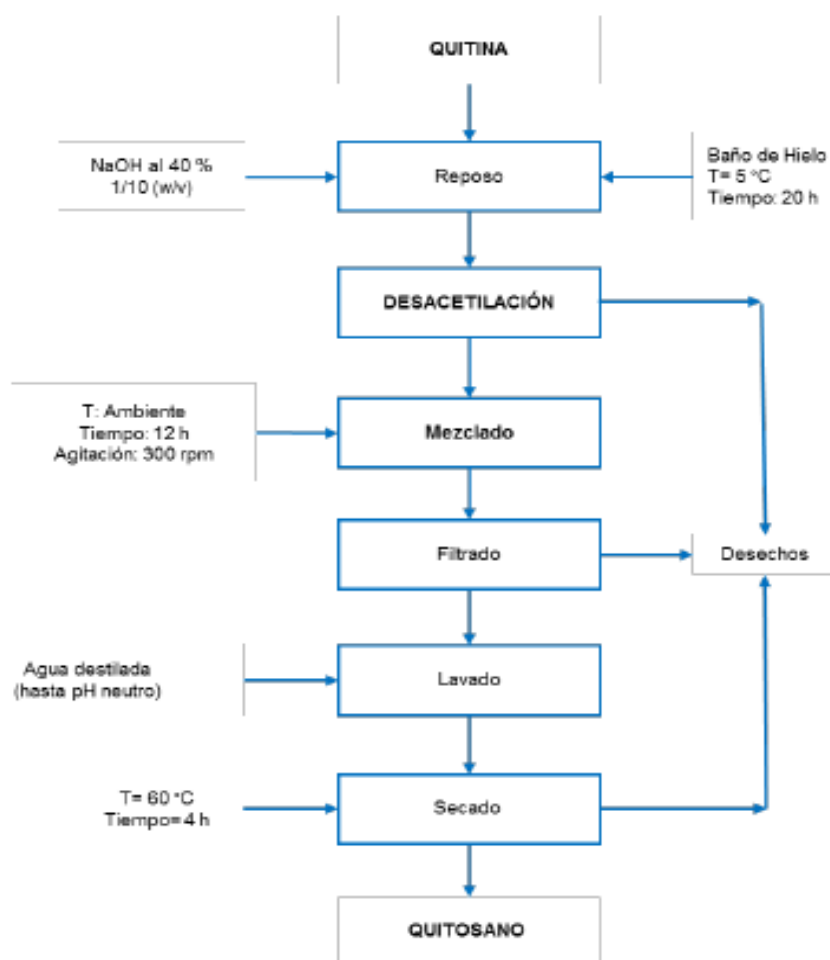 QUITINA
NaOH al 40 %
1/10 (w/v)
Reposo
Baño de Hielo
T= 5 °C
Tiempo: 20 h
DESACETILACIÓN
T: Ambiente
Tiempo: 12 h
Agitación: 300 rpm
Mezclado
Filtrado
Desechos
Agua destilada
(hasta pH neutro)
Lavado
T= 60 °C
Tiempo= 4 h
Secado
QUITOSANO